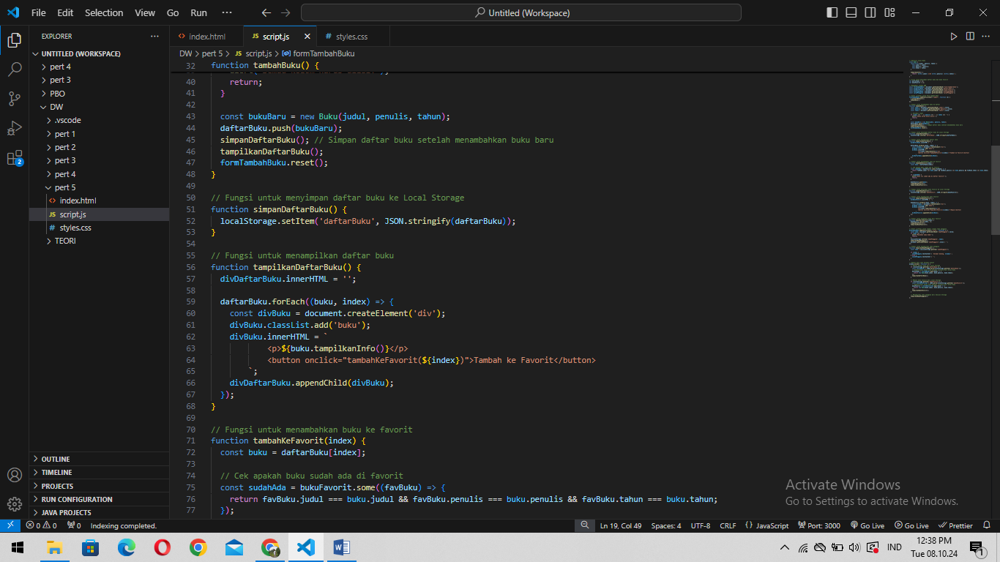 File Edit Selection View Go Run ··· Untitled (Workspace)
EXPLORER ···
UNTITLED (WORKSPACE)
pert 4
pert 3
PBO
DW
.vscode
pert 1
pert 2
pert 3
pert 4
pert 5
<> index.html
JS script.js
# styles.css
TEORI
OUTLINE
TIMELINE
PROJECTS
RUN CONFIGURATION
JAVA PROJECTS
<> index.html JS script.js # styles.css
DW > pert 5 > JS script.js > formTambahBuku
32 function tambahBuku() {
40 return;
41 }
42
43 const bukuBaru = new Buku(judul, penulis, tahun);
44 daftarBuku.push(bukuBaru);
45 simpanDaftarBuku(); // Simpan daftar buku setelah menambahkan buku baru
46 tampilkanDaftarBuku();
47 formTambahBuku.reset();
48 }
49
50 // Fungsi untuk menyimpan daftar buku ke Local Storage
51 function simpanDaftarBuku() {
52 localStorage.setItem('daftarBuku', JSON.stringify(daftarBuku));
53 }
54
55 // Fungsi untuk menampilkan daftar buku
56 function tampilkanDaftarBuku() {
57 divDaftarBuku.innerHTML = '';
58
59 daftarBuku.forEach((buku, index) => {
60 const divBuku = document.createElement('div');
61 divBuku.classList.add('buku');
62 divBuku.innerHTML = `
63 <p>${buku.tampilkanInfo()}</p>
64 <button onclick="tambahKeFavorit(${index})">Tambah ke Favorit</button>
65 `;
66 divDaftarBuku.appendChild(divBuku);
67 });
68 }
69
70 // Fungsi untuk menambahkan buku ke favorit
71 function tambahKeFavorit(index) {
72 const buku = daftarBuku[index];
73
74 // Cek apakah buku sudah ada di favorit
75 const sudahAda = bukuFavorit.some((favBuku) => {
76 return favBuku.judul === buku.judul && favBuku.penulis === buku.penulis && favBuku.tahun === buku.tahun;
77 });
Activate Windows
Go to Settings to activate Windows.
2
0 0 0 Indexing completed. Ln 19, Col 49 Spaces: 4 UTF-8 CRLF {} JavaScript Port: 3000 Go Live Go Live Prettier
IND 12:38 PM
Tue 08.10.24
1